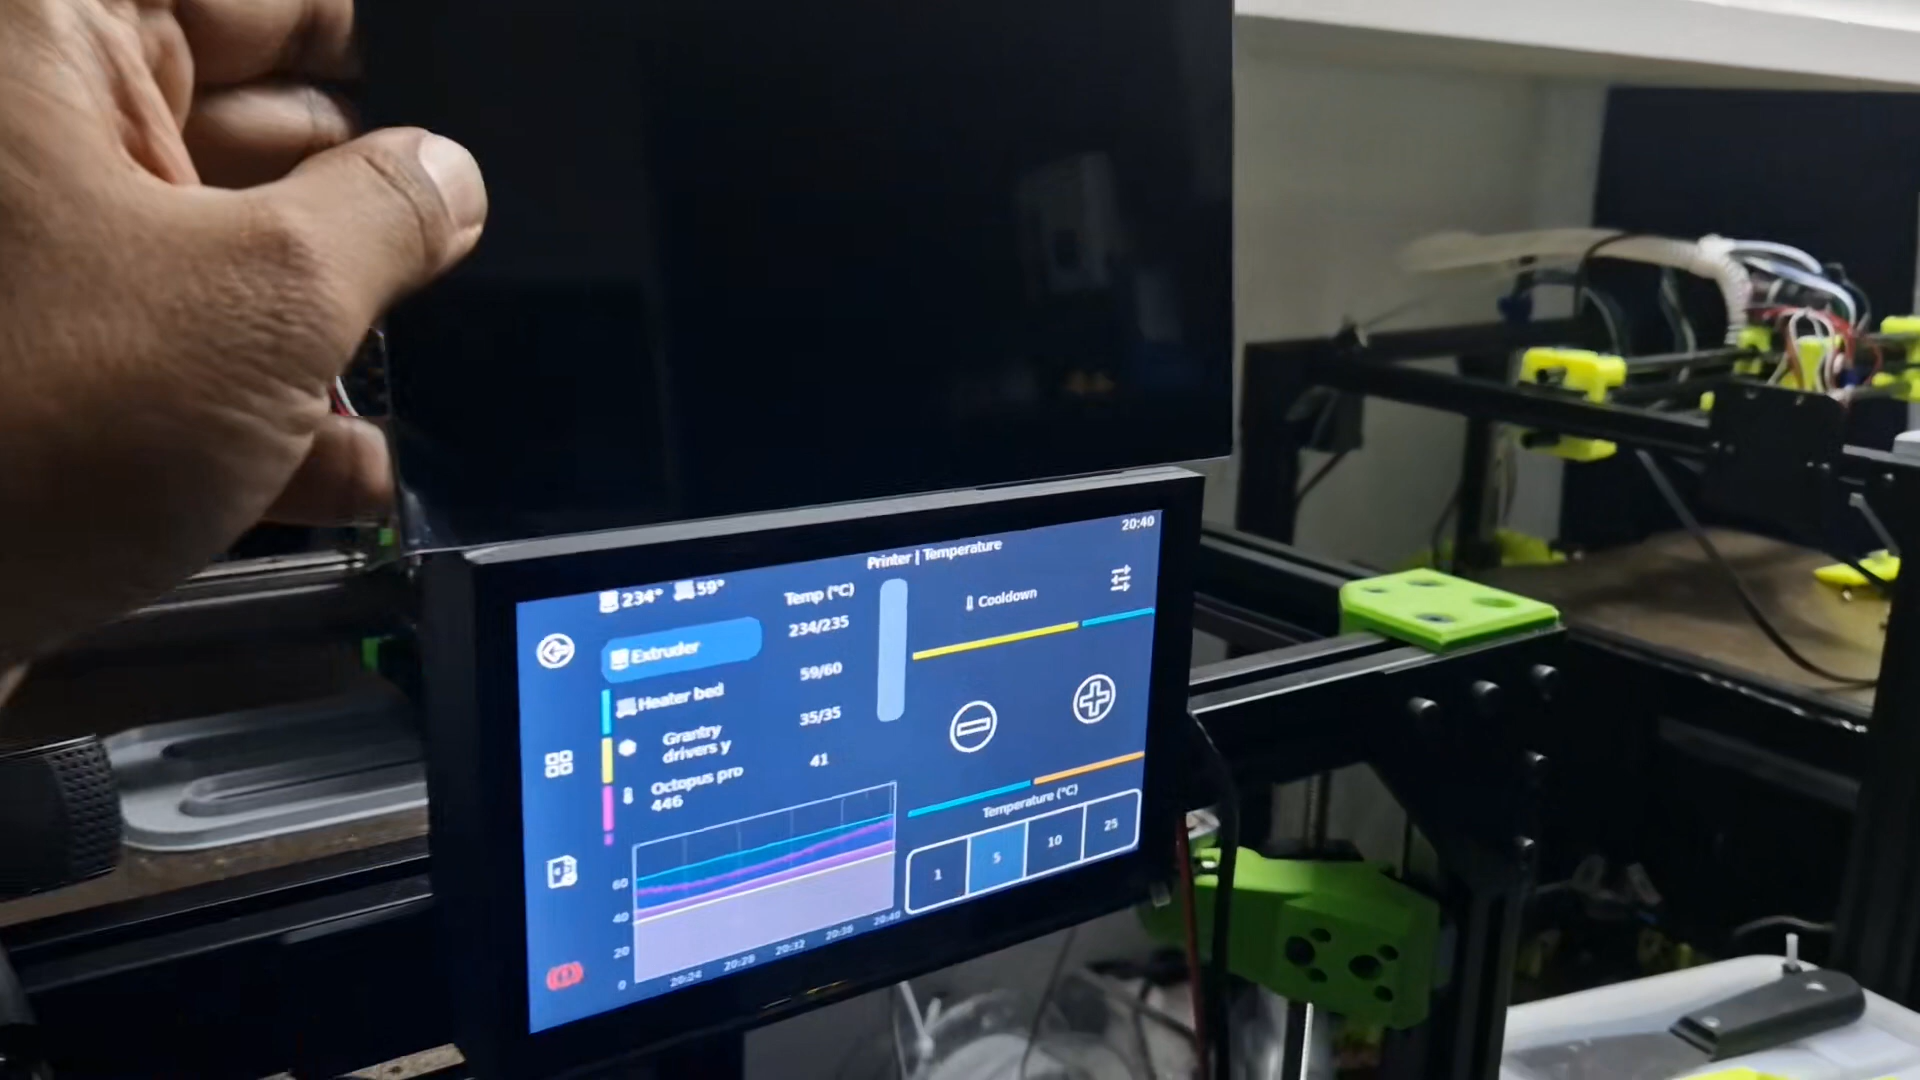 20:40
Printer | Temperature
234° 59°
Temp (°C)
Cooldown
Extruder
234/235
Heater bed
59/60
Grantry
drivers y
35/35
Octopus pro
446
41
Temperature (°C)
1 5 10 25
60
40
20
0
20:24 20:28 20:32 20:36 20:40